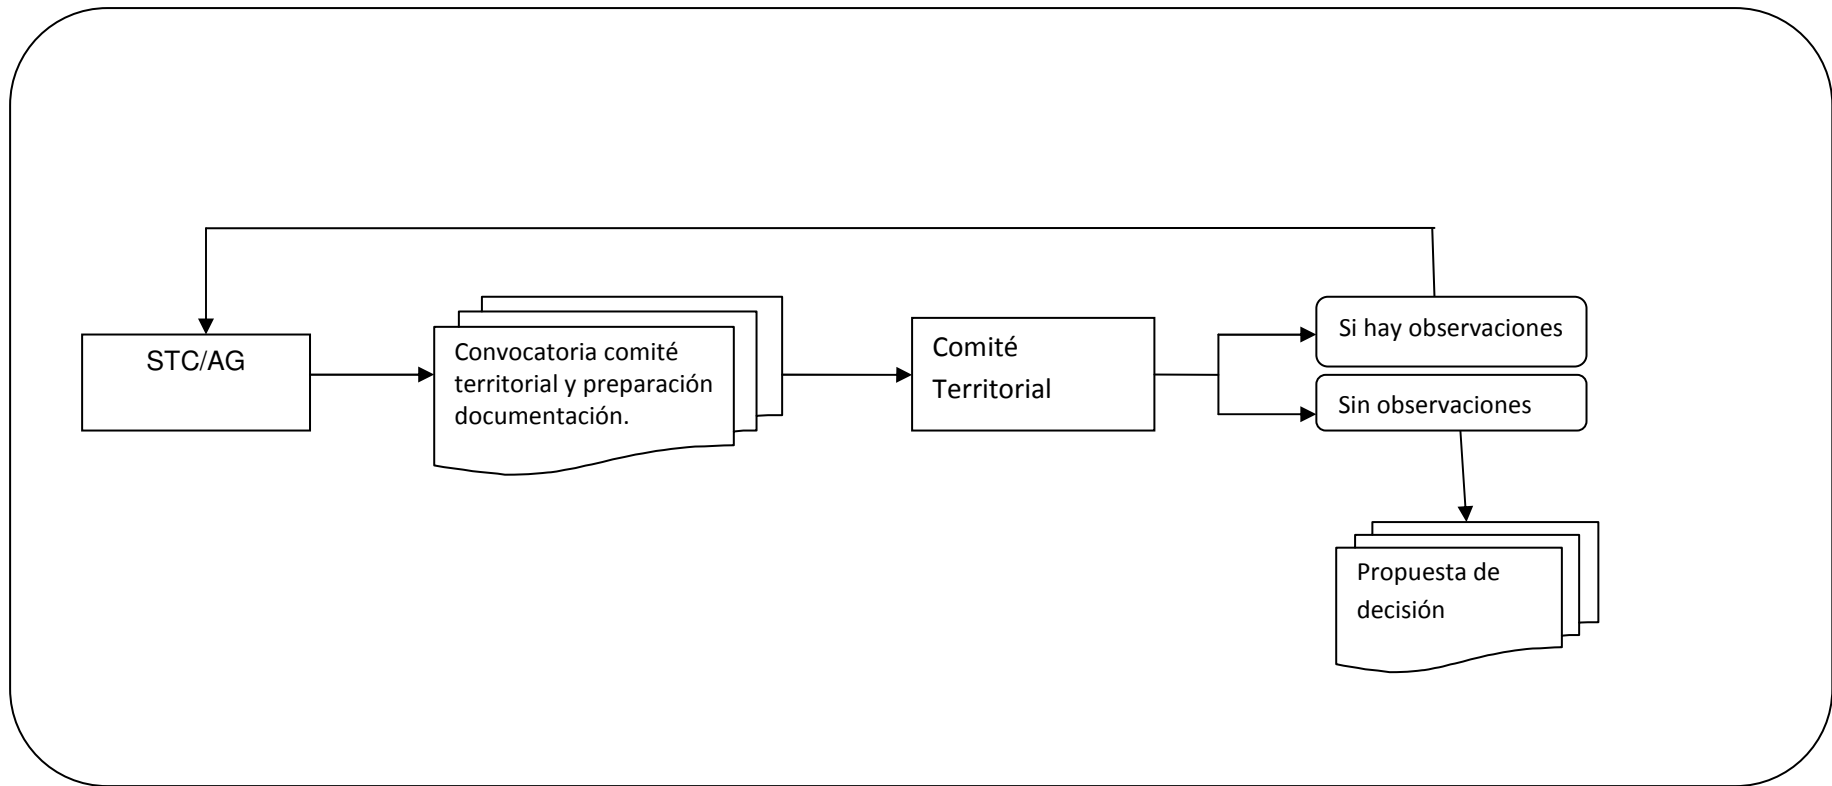 STC/AG
Convocatoria comité
territorial y preparación
documentación.
Comité
Territorial
Si hay observaciones
Sin observaciones
Propuesta de
decisión